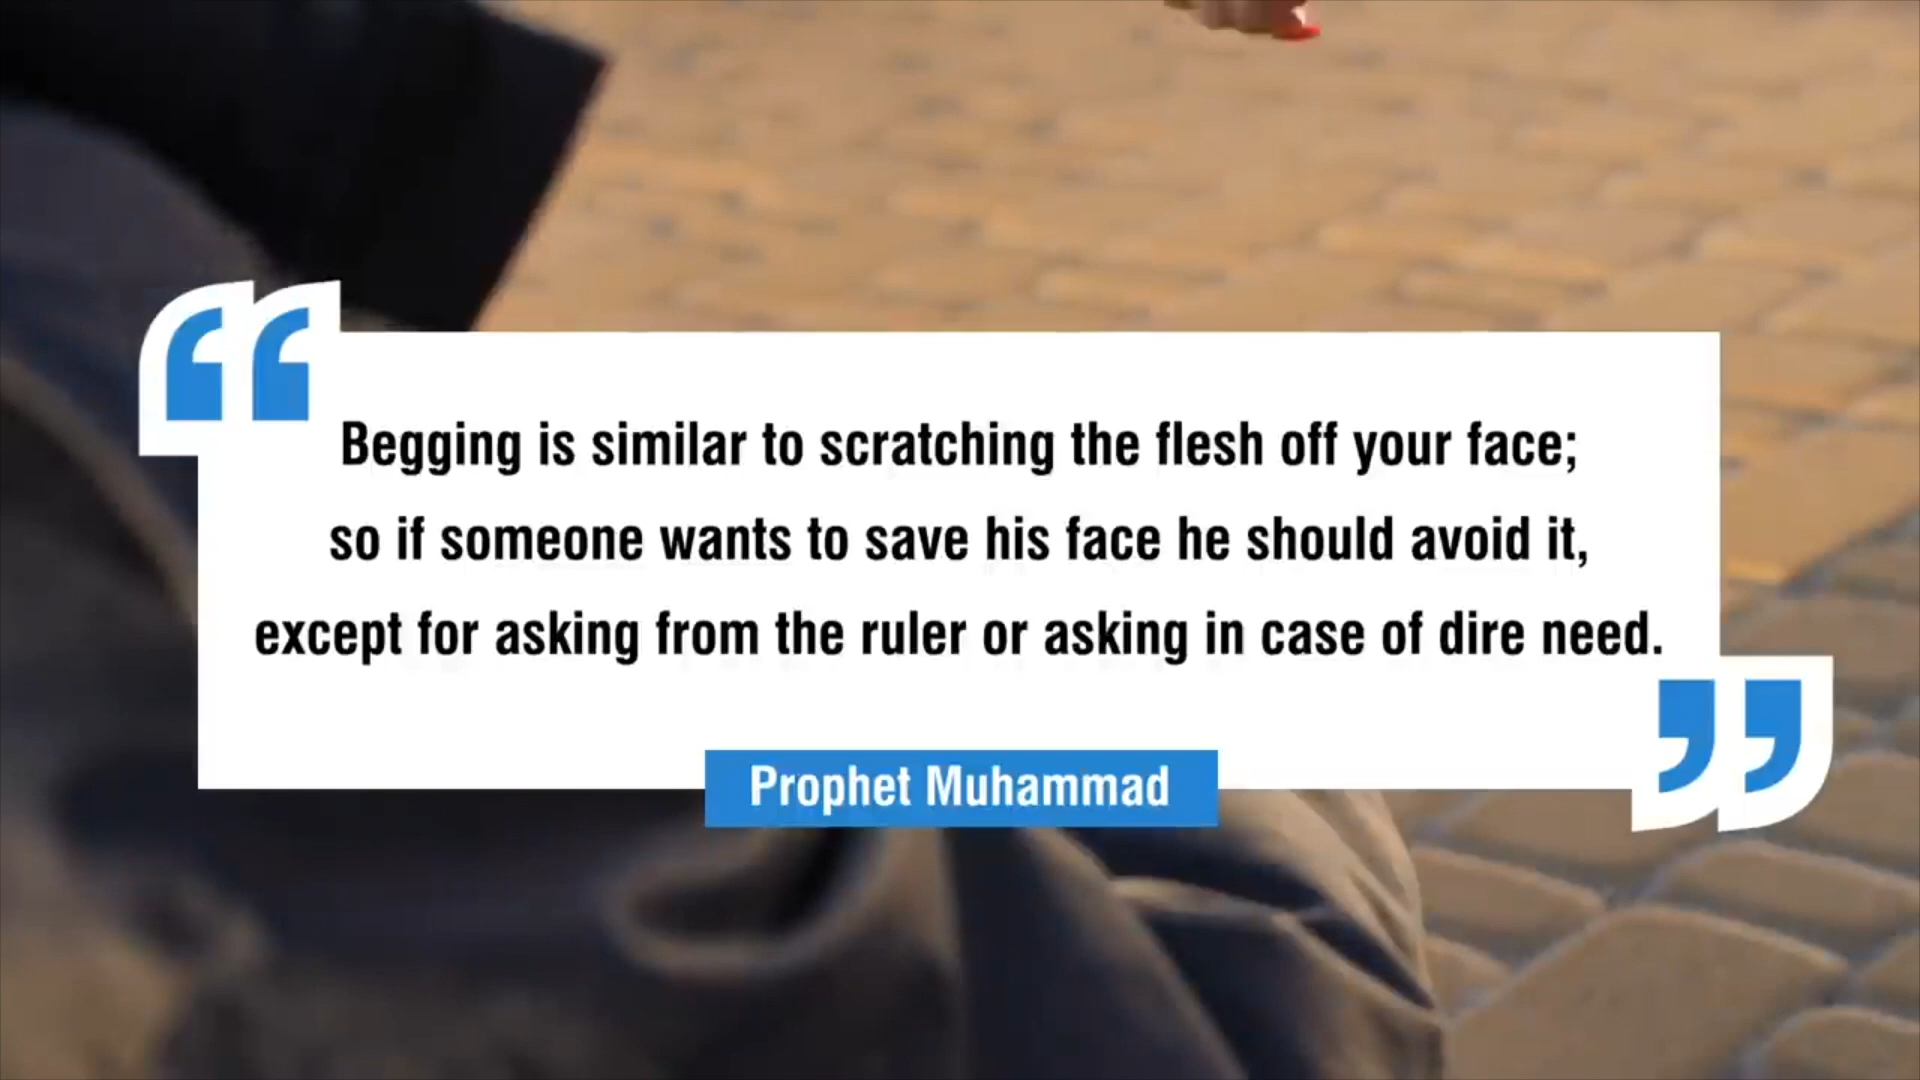 Begging is similar to scratching the flesh off your face;
so if someone wants to save his face he should avoid it,
except for asking from the ruler or asking in case of dire need.
Prophet Muhammad